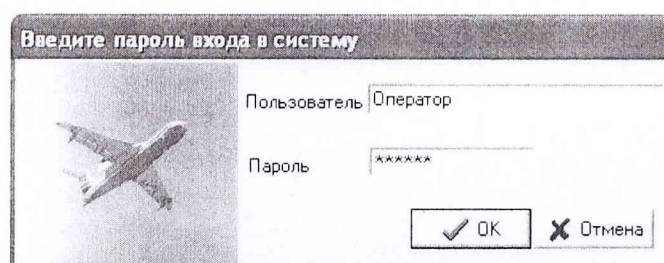 Введите пароль входа в систему
Пользователь Оператор
Пароль ******
OK Отмена